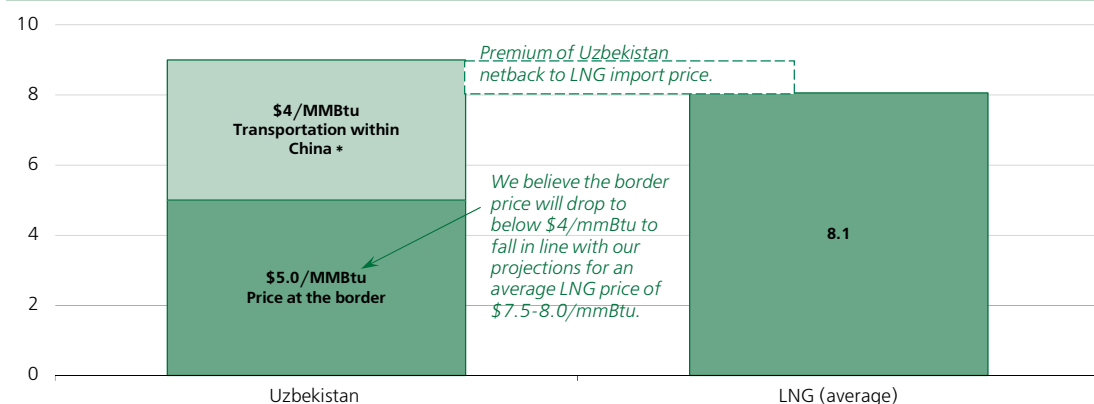 10
Premium of Uzbekistan
netback to LNG import price.
8
$4/MMBtu
Transportation within
China *
6
We believe the border
price will drop to
below $4/mmBtu to
fall in line with our
projections for an
average LNG price of
$7.5-8.0/mmBtu.
4
8.1
$5.0/MMBtu
Price at the border
2
0
Uzbekistan
LNG (average)